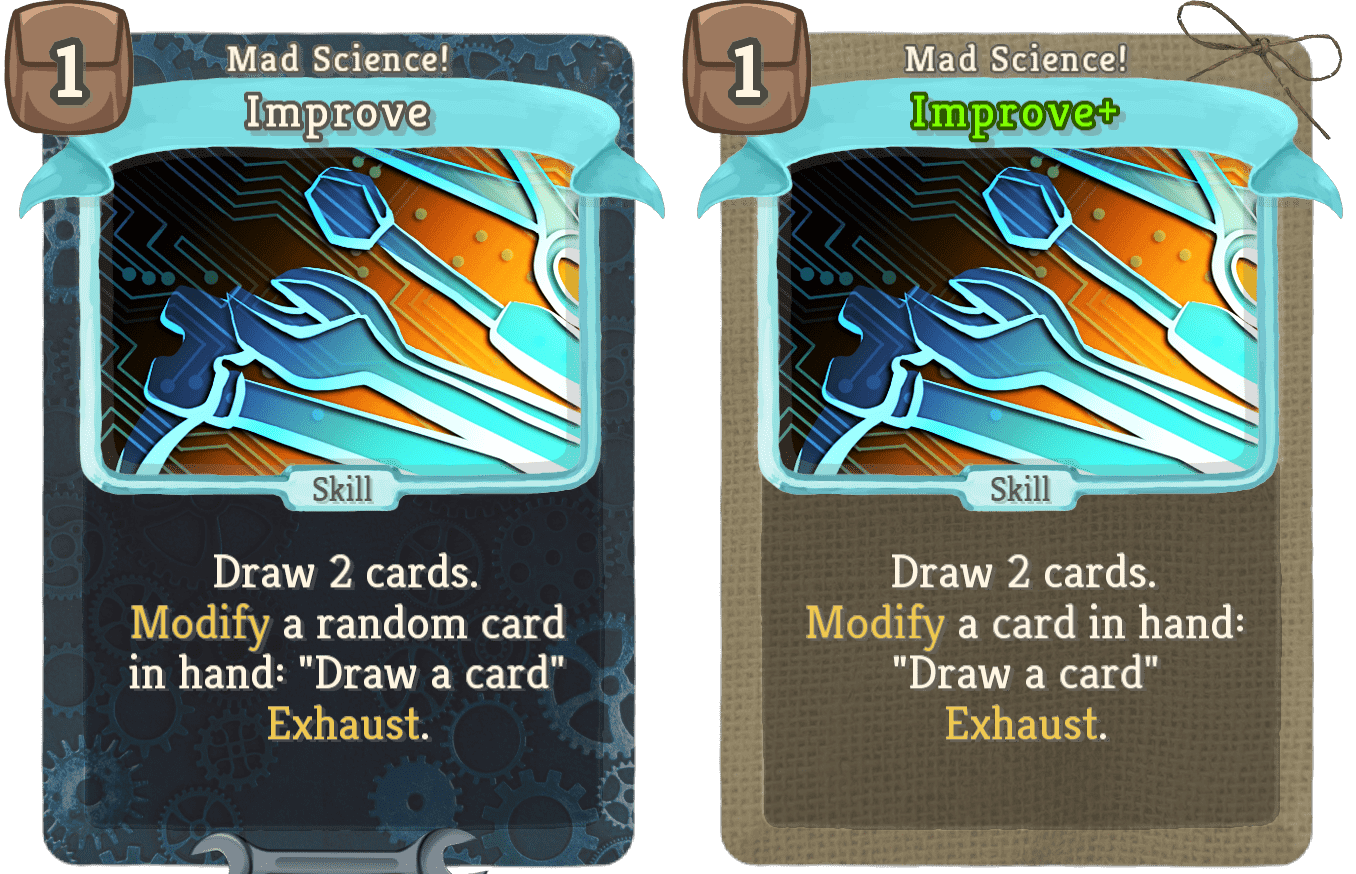 1
Mad Science!
Improve
Skill
Draw 2 cards.
Modify a random card
in hand: "Draw a card"
Exhaust.
1
Mad Science!
Improve+
Skill
Draw 2 cards.
Modify a card in hand:
"Draw a card"
Exhaust.